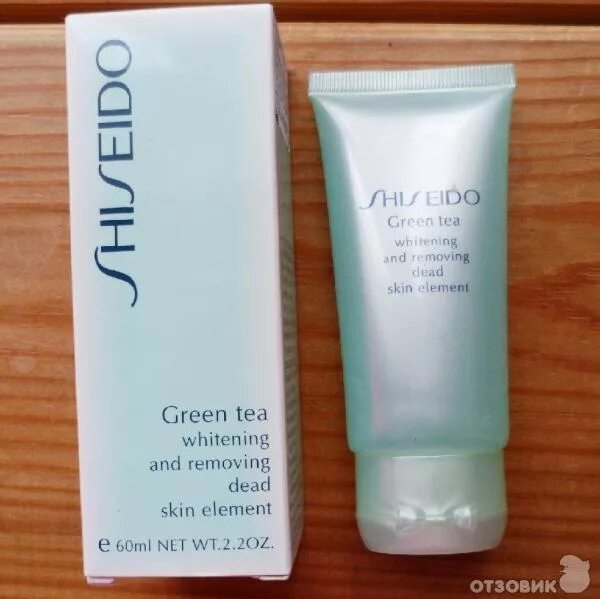 SHISEIDO
Green tea
whitening
and removing
dead
skin element
e 60ml NET WT.2.2OZ.
SHISEIDO
Green tea
whitening
and removing
dead
skin element
ОТЗОВИК